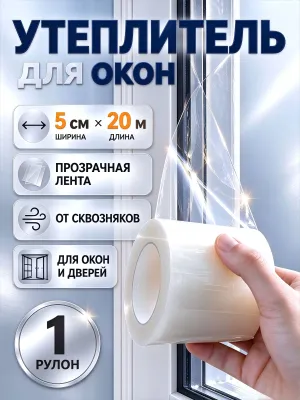 УТЕПЛИТЕЛЬ
ДЛЯ ОКОН
5 см × 20 м
ШИРИНА ДЛИНА
ПРОЗРАЧНАЯ
ЛЕНТА
ОТ СКВОЗНЯКОВ
ДЛЯ ОКОН
И ДВЕРЕЙ
1
РУЛОН